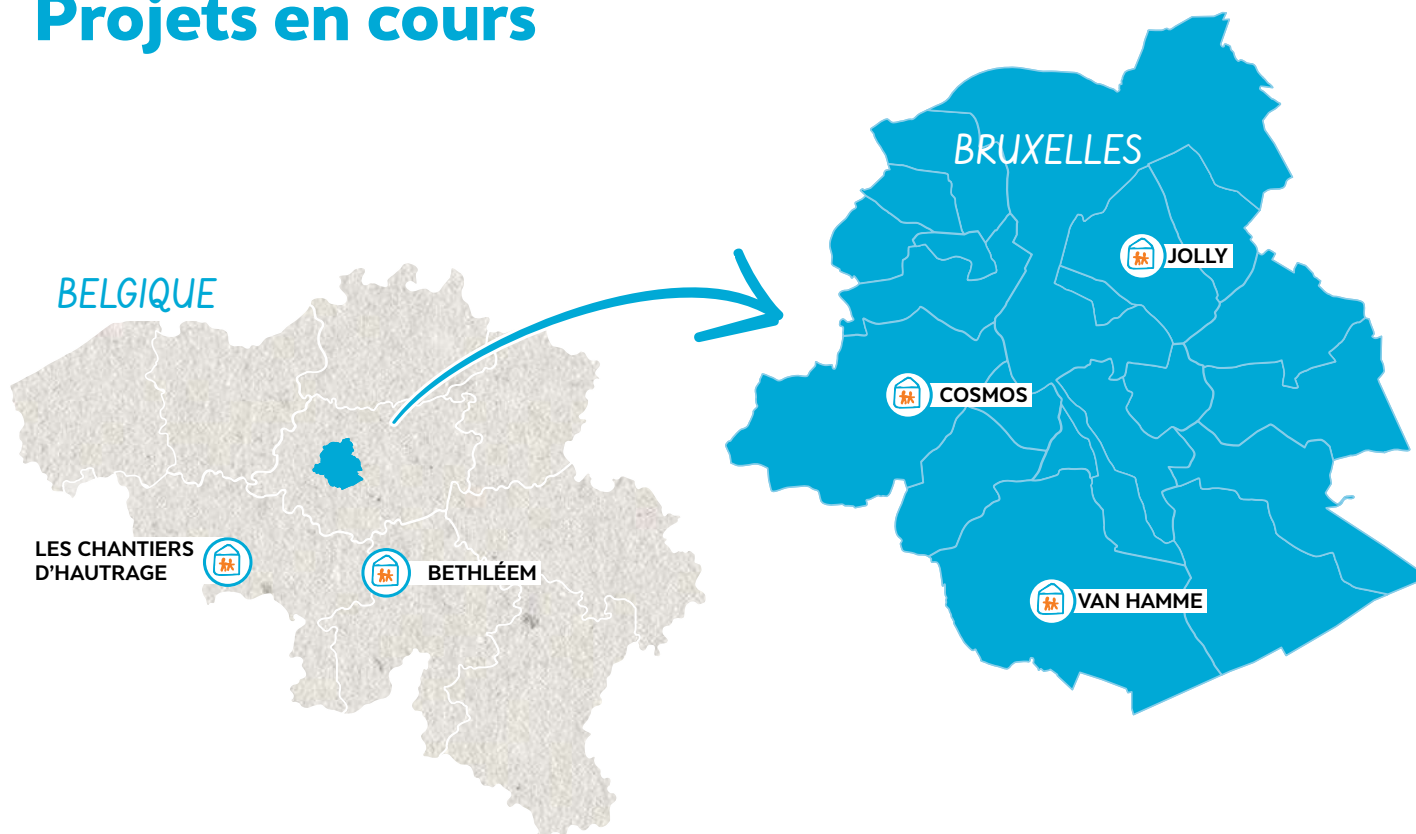 Projets en cours
BRUXELLES
JOLLY
BELGIQUE
COSMOS
LES CHANTIERS
D'HAUTRAGE
BETHLÉEM
VAN HAMME